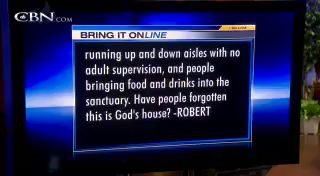 CBN.com
BRING IT ONLINE
running up and down aisles with no
adult supervision, and people
bringing food and drinks into the
sanctuary. Have people forgotten
this is God's house? -ROBERT